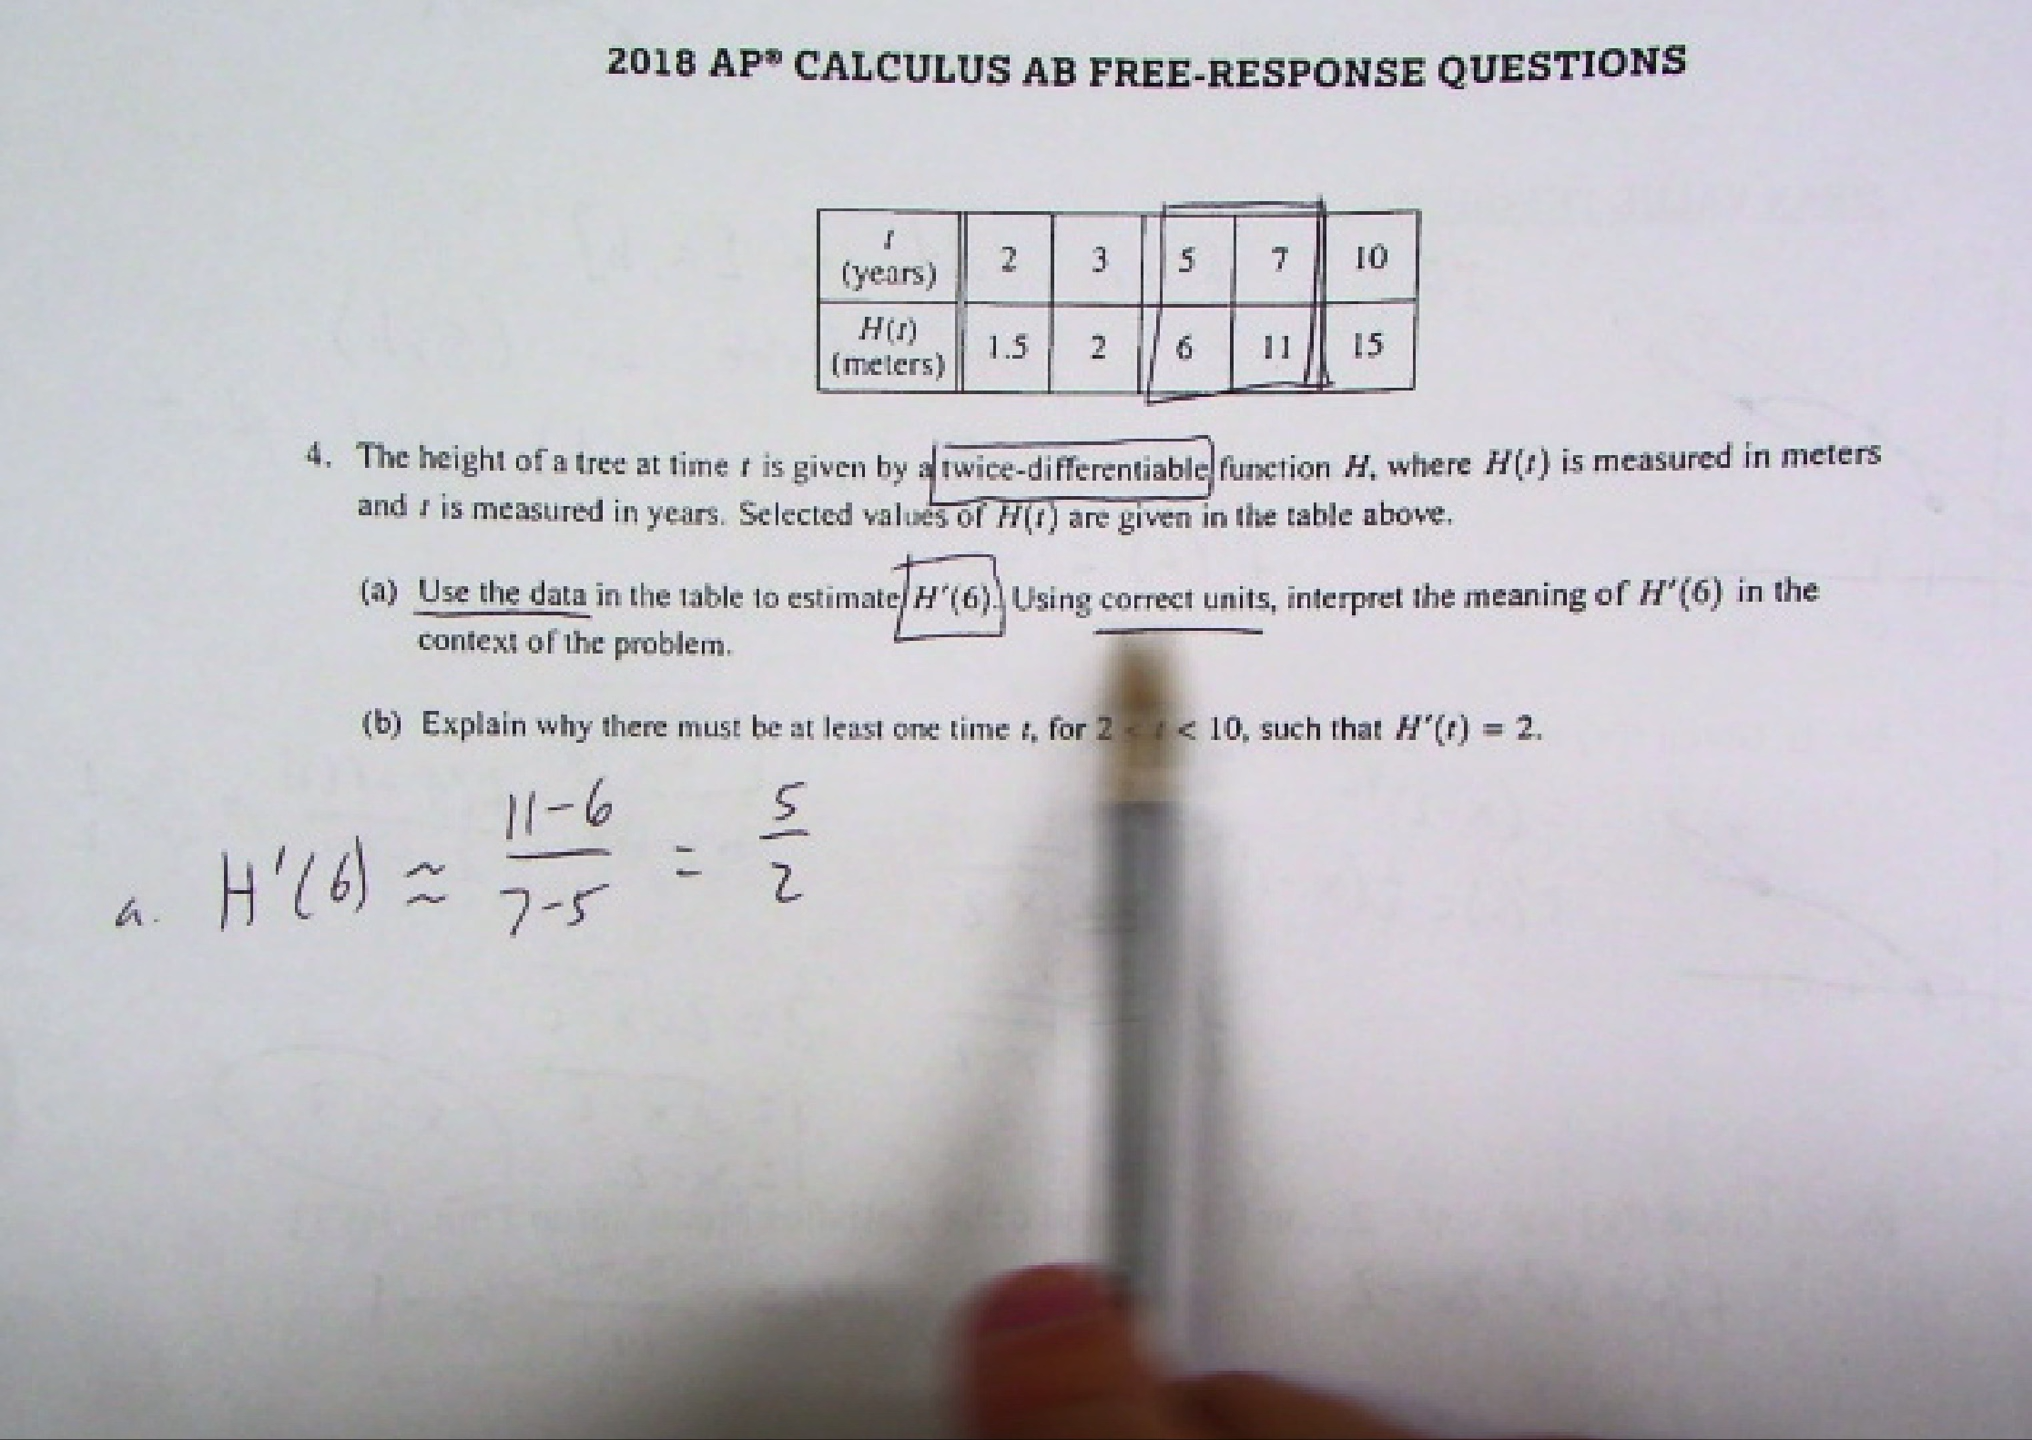 2018 AP® CALCULUS AB FREE-RESPONSE QUESTIONS
t (years) 2 3 5 7 10
H(t) (meters) 1.5 2 6 11 15
4. The height of a tree at time t is given by a twice-differentiable function H, where H(t) is measured in meters
and t is measured in years. Selected values of H(t) are given in the table above.
(a) Use the data in the table to estimate H′(6). Using correct units, interpret the meaning of H′(6) in the
context of the problem.
(b) Explain why there must be at least one time t, for 2 < t < 10, such that H′(t) = 2.
a. H'(6) ≈ 11-6 / 7-5 = 5 / 2